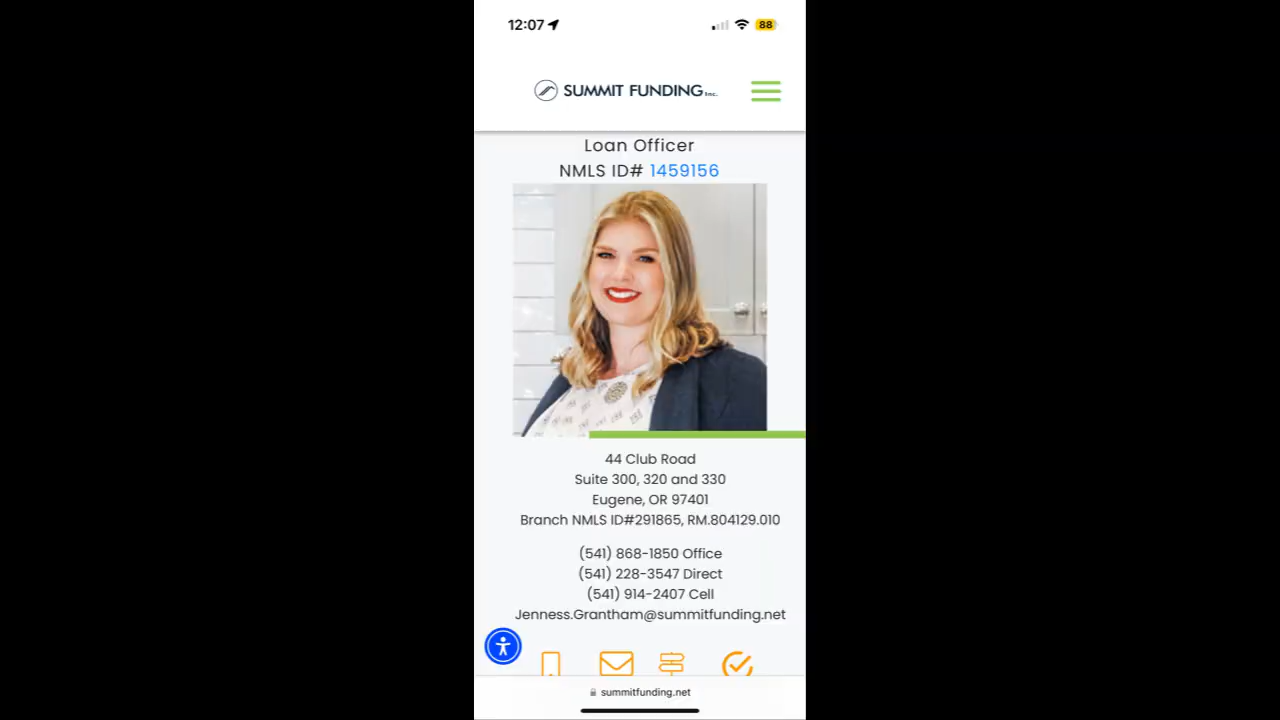 12:07
88
SUMMIT FUNDING Inc.
Loan Officer
NMLS ID# 1459156
44 Club Road
Suite 300, 320 and 330
Eugene, OR 97401
Branch NMLS ID#291865, RM.804129.010
(541) 868-1850 Office
(541) 228-3547 Direct
(541) 914-2407 Cell
Jenness.Grantham@summitfunding.net
summitfunding.net